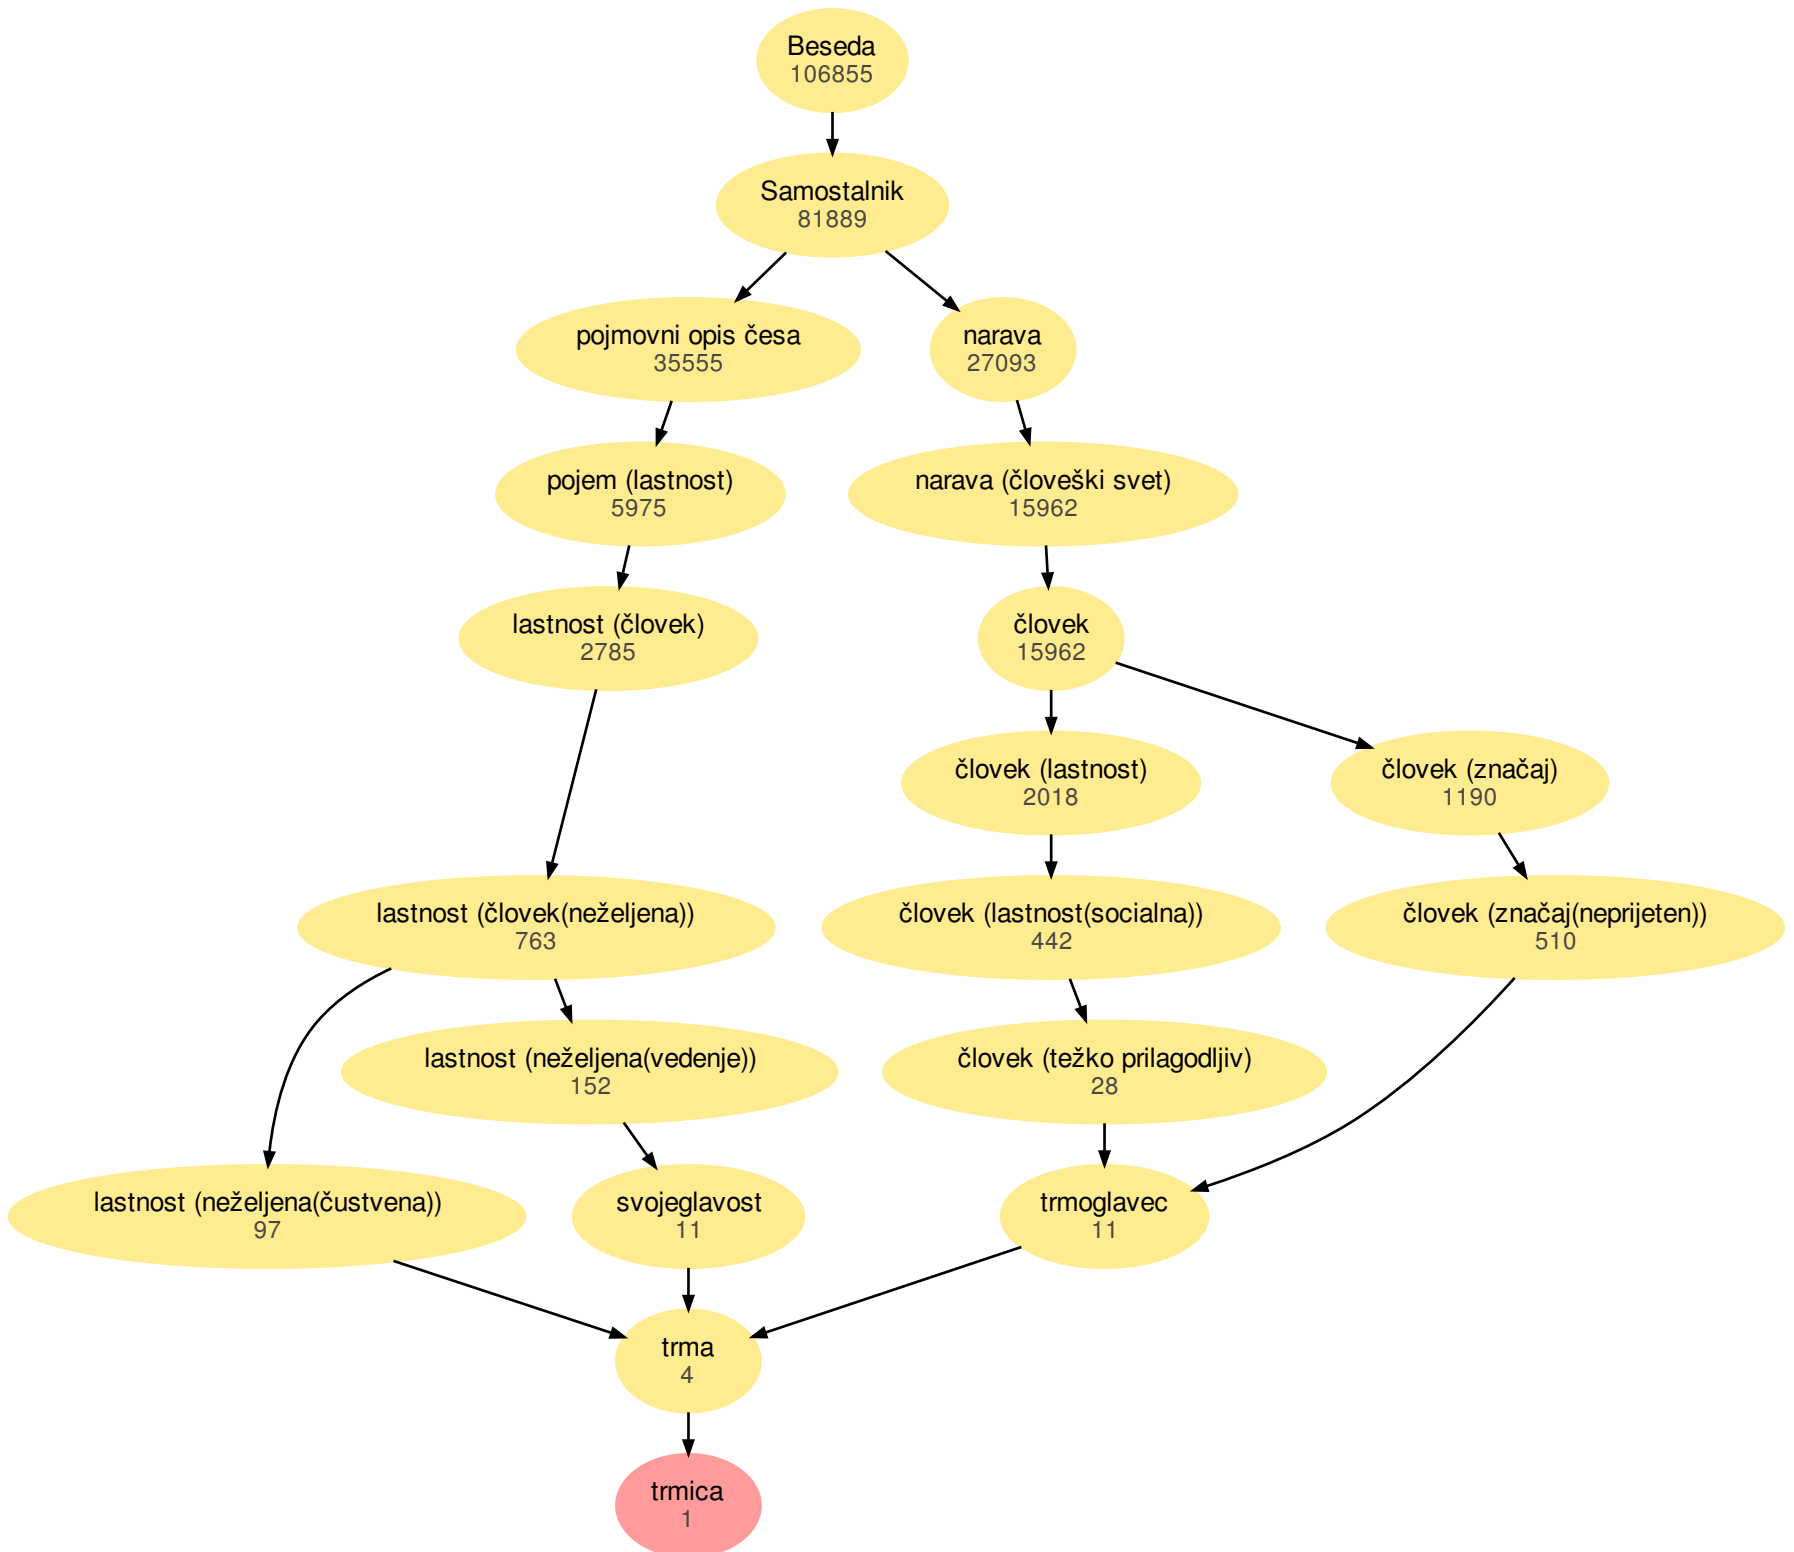 Beseda
106855
Samostalnik
81889
pojmovni opis česa
35555
narava
27093
pojem (lastnost)
5975
narava (človeški svet)
15962
lastnost (človek)
2785
človek
15962
človek (lastnost)
2018
človek (značaj)
1190
lastnost (človek(neželjena))
763
človek (lastnost(socialna))
442
človek (značaj(neprijeten))
510
lastnost (neželjena(vedenje))
152
človek (težko prilagodljiv)
28
lastnost (neželjena(čustvena))
97
svojeglavost
11
trmoglavec
11
trma
4
trmica
1